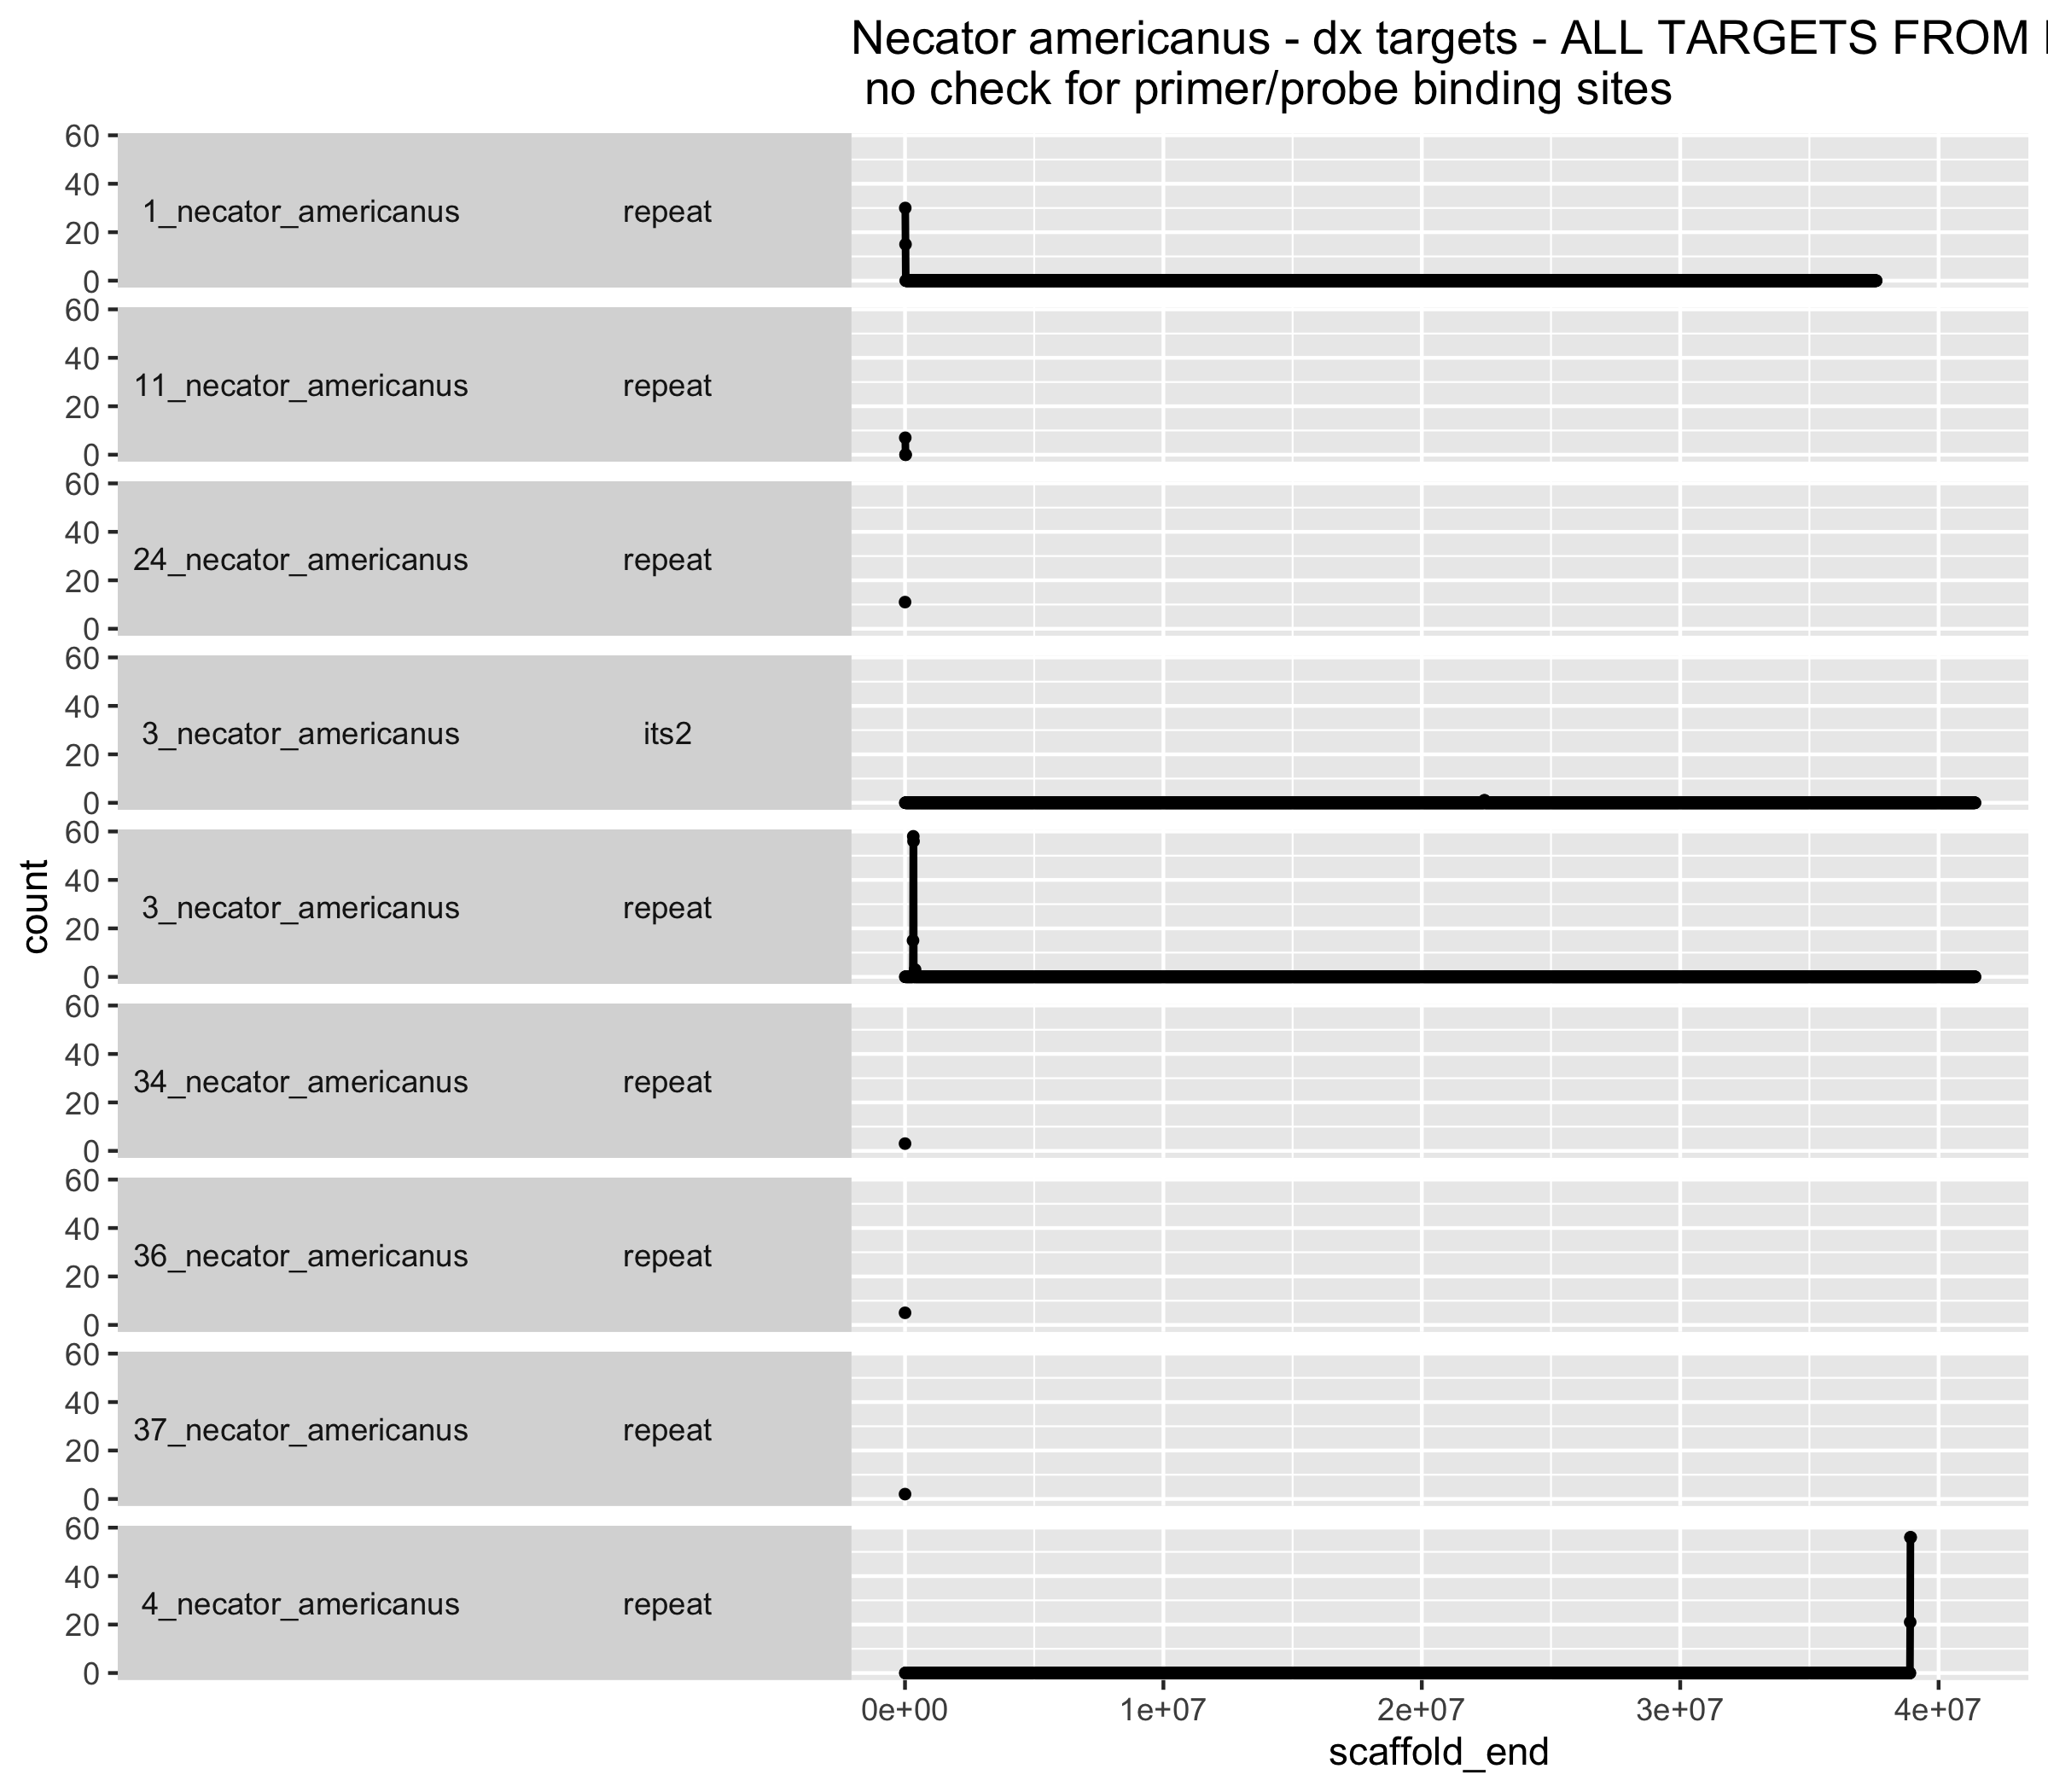 Necator americanus - dx targets - ALL TARGETS FROM
no check for primer/probe binding sites
count
60
40
20
0
1_necator_americanus repeat
60
40
20
0
11_necator_americanus repeat
60
40
20
0
24_necator_americanus repeat
60
40
20
0
3_necator_americanus its2
60
40
20
0
3_necator_americanus repeat
60
40
20
0
34_necator_americanus repeat
60
40
20
0
36_necator_americanus repeat
60
40
20
0
37_necator_americanus repeat
60
40
20
0
4_necator_americanus repeat
0e+00 1e+07 2e+07 3e+07 4e+07
scaffold_end